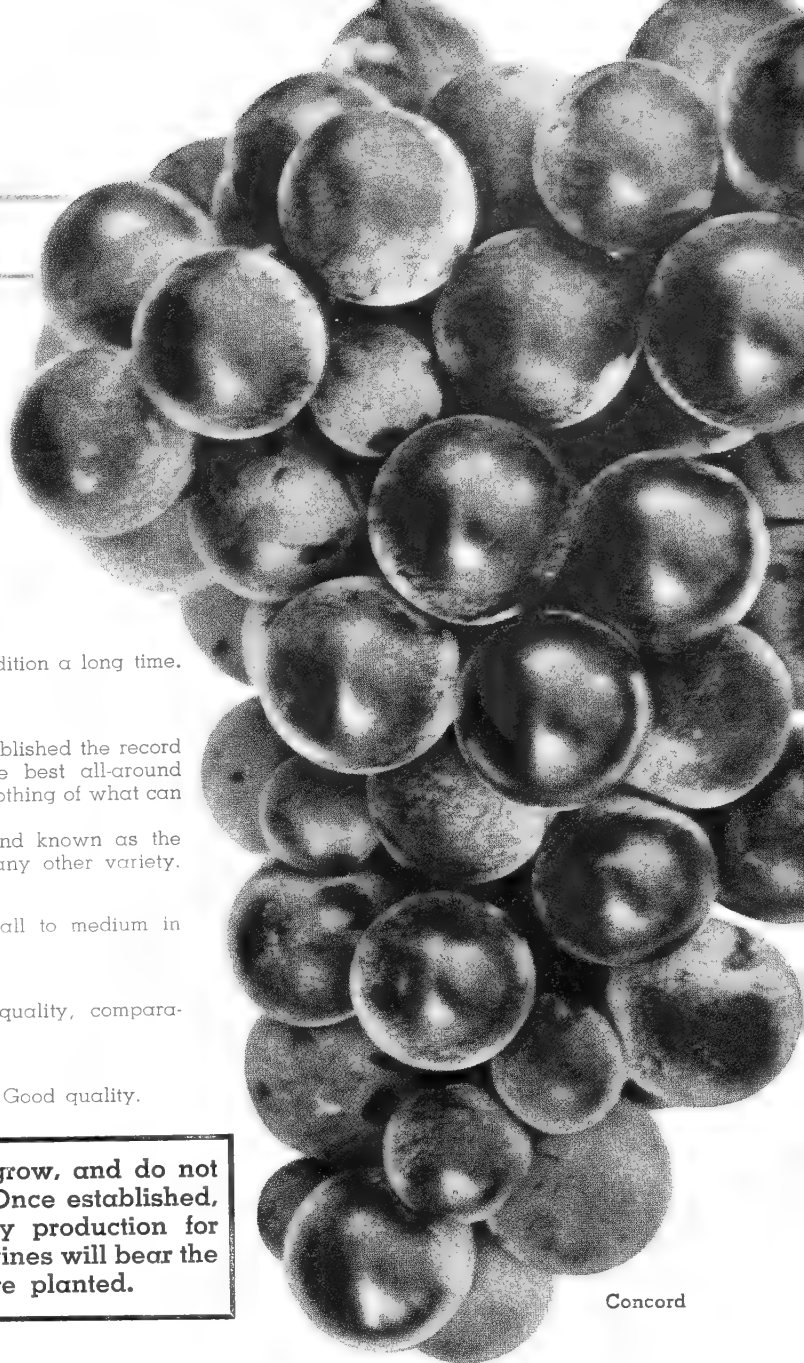 dition a long time.
blished the record
e best all-around
othing of what can
nd known as the
any other variety.
all to medium in
quality, compara-
Good quality.
grow, and do not
Once established,
y production for
vines will bear the
e planted.
Concord